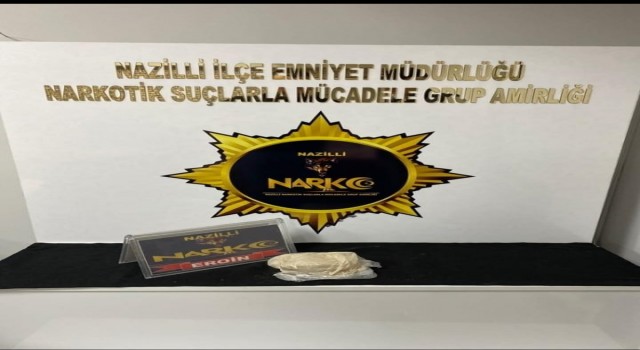 NAZİLLİ İLÇE EMNİYET MÜDÜRLÜĞÜ
NARKOTİK SUÇLARLA MÜCADELE GRUP AMİRLİĞİ
NAZİLLİ
NARKO
NAZİLLİ
NARKO
EROİN